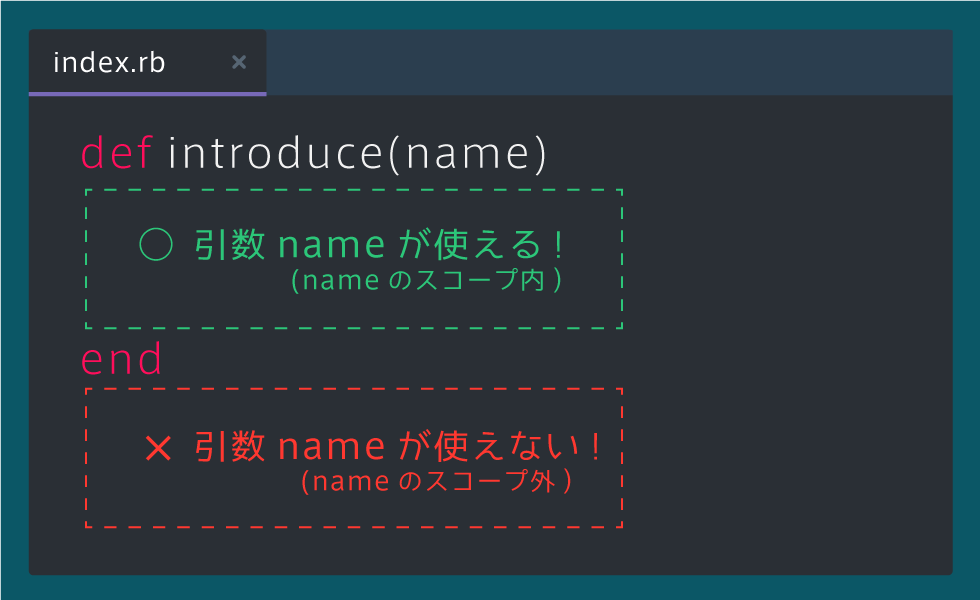 index.rb ×
def introduce(name)
○ 引数 name が使える!
(name のスコープ内)
end
× 引数 name が使えない!
(name のスコープ外)